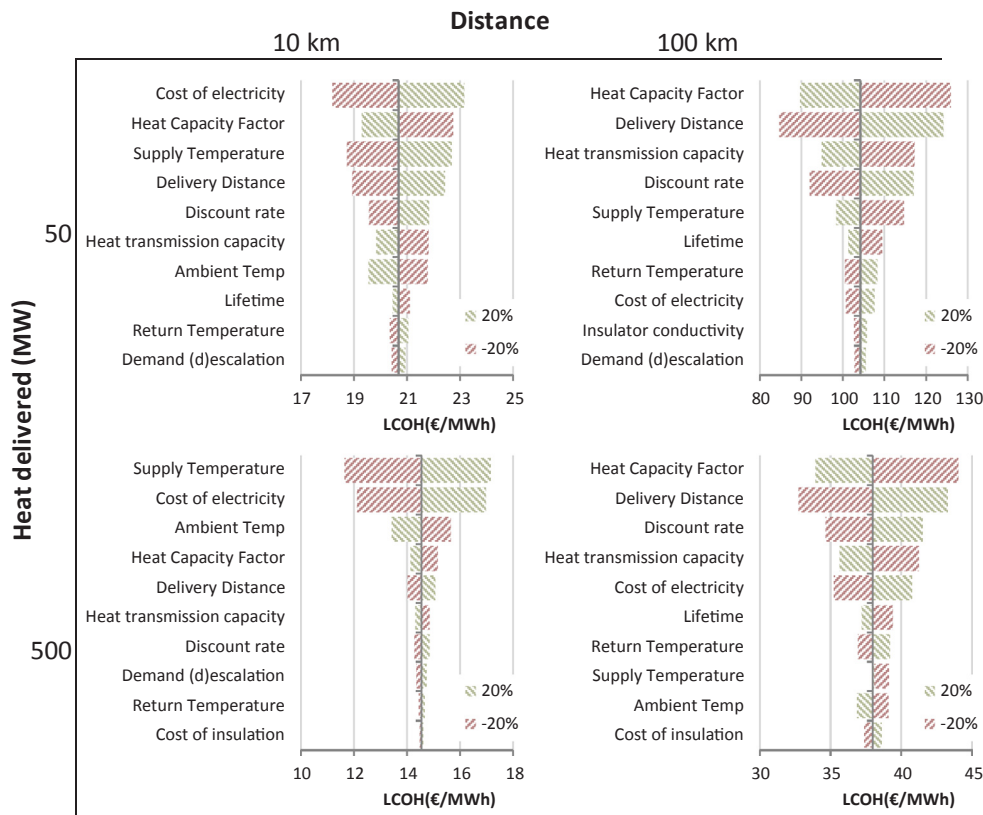 Distance
10 km
100 km
Heat delivered (MW)
50
Cost of electricity
Heat Capacity Factor
Supply Temperature
Delivery Distance
Discount rate
Heat transmission capacity
Ambient Temp
Lifetime
Return Temperature
Demand (d)escalation
20%
-20%
17 19 21 23 25
LCOH(€/MWh)
Heat Capacity Factor
Delivery Distance
Heat transmission capacity
Discount rate
Supply Temperature
Lifetime
Return Temperature
Cost of electricity
Insulator conductivity
Demand (d)escalation
20%
-20%
80 90 100 110 120 130
LCOH(€/MWh)
500
Supply Temperature
Cost of electricity
Ambient Temp
Heat Capacity Factor
Delivery Distance
Heat transmission capacity
Discount rate
Demand (d)escalation
Return Temperature
Cost of insulation
20%
-20%
10 12 14 16 18
LCOH(€/MWh)
Heat Capacity Factor
Delivery Distance
Discount rate
Heat transmission capacity
Cost of electricity
Lifetime
Return Temperature
Supply Temperature
Ambient Temp
Cost of insulation
20%
-20%
30 35 40 45
LCOH(€/MWh)